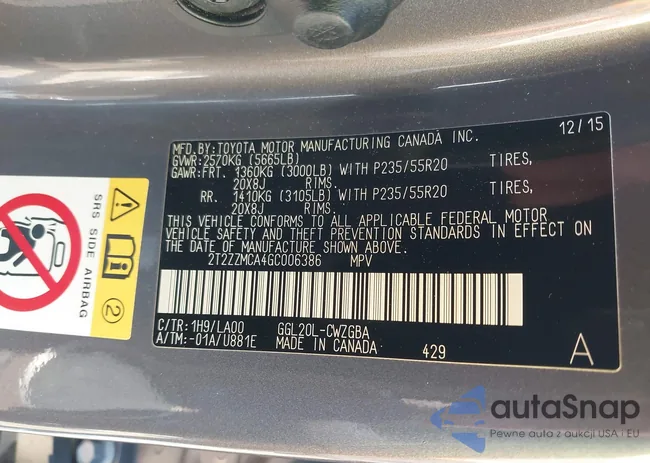 MFD. BY: TOYOTA MOTOR MANUFACTURING CANADA INC. 12/15
GVWR: 2570KG (5665LB)
GAWR: FRT. 1360KG (3000LB) WITH P235/55R20 TIRES,
20X8J RIMS.
RR. 1410KG (3105LB) WITH P235/55R20 TIRES,
20X8J RIMS.
THIS VEHICLE CONFORMS TO ALL APPLICABLE FEDERAL MOTOR
VEHICLE SAFETY AND THEFT PREVENTION STANDARDS IN EFFECT ON
THE DATE OF MANUFACTURE SHOWN ABOVE.
2T2ZZMCA4GC006386 MPV
C/TR: 1H9/LA00 GGL20L-CWZGBA
A/TM: -01A/U881E MADE IN CANADA 429 A
SRS SIDE AIRBAG
2
autoSnap
Pewne auta z aukcji USA i EU